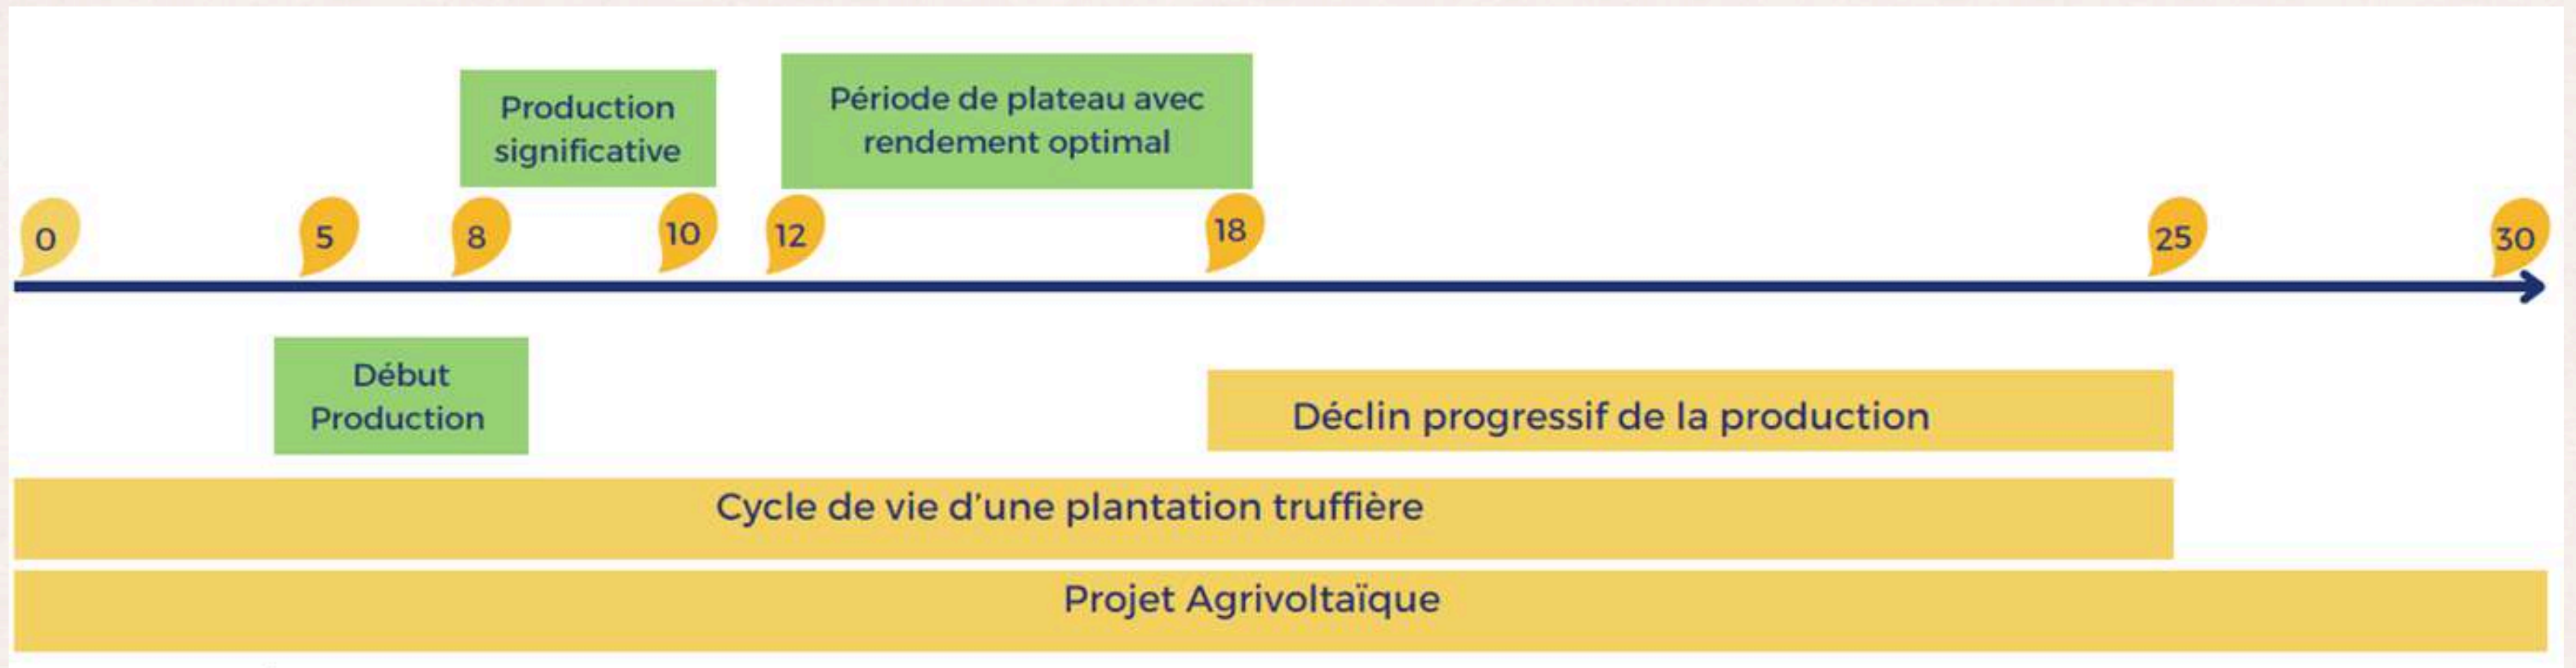 Production
significative
Période de plateau avec
rendement optimal
0
5
8
10
12
18
25
30
Début
Production
Déclin progressif de la production
Cycle de vie d'une plantation truffière
Projet Agrivoltaïque